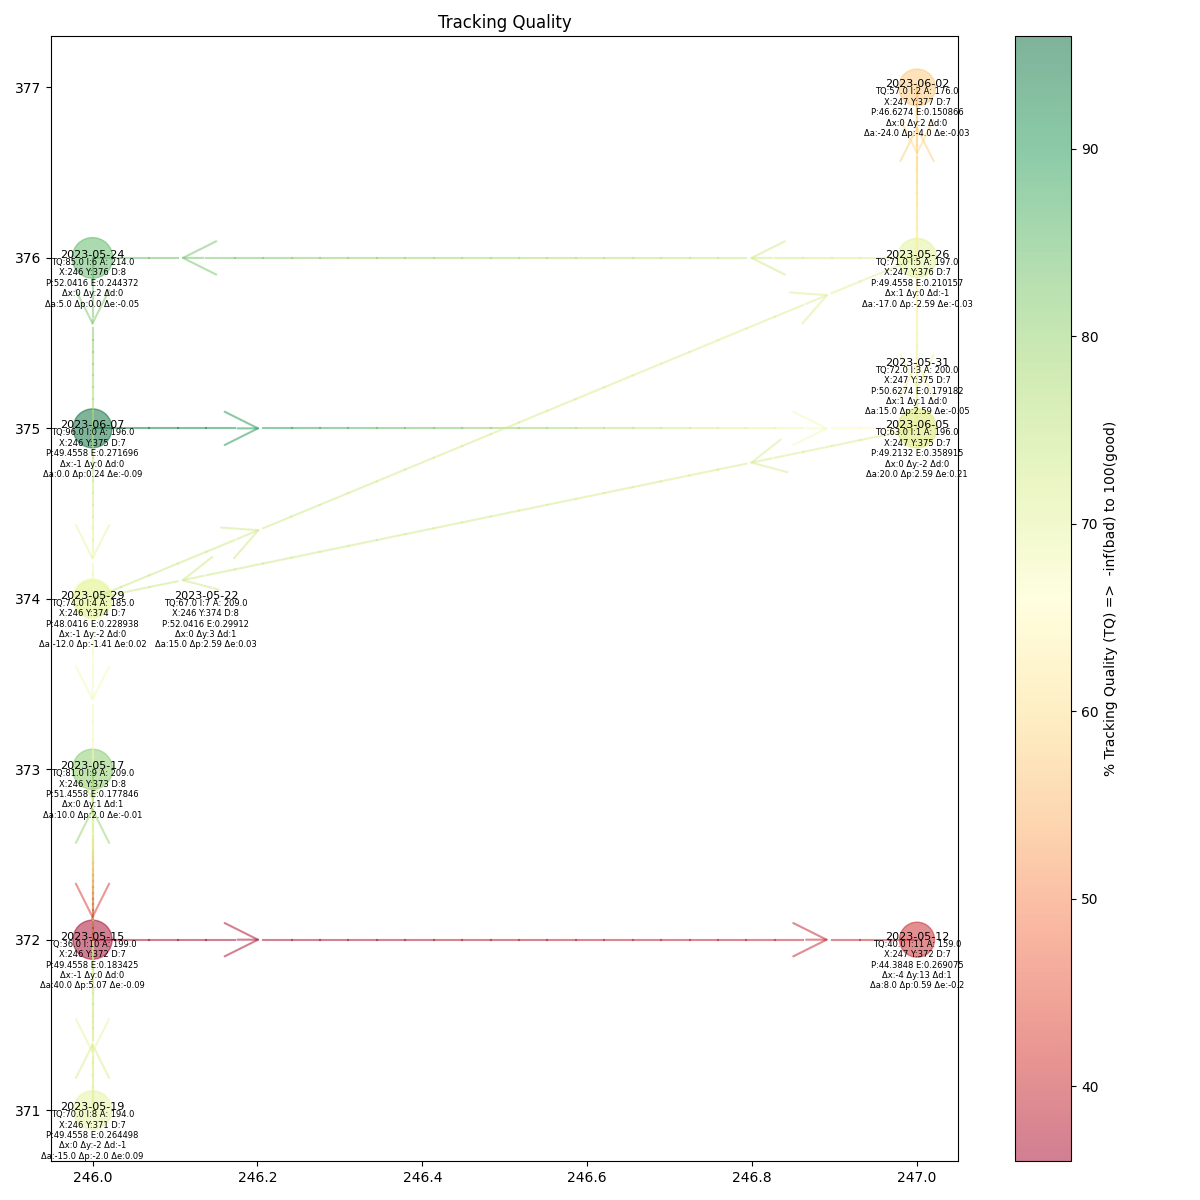 Tracking Quality
377
376
375
374
373
372
371
2023-06-02
TQ:57.0 I:2 A: 176.0
X:247 Y:377 D:7
P:46.6274 E:0.150866
Δx:0 Δy:2 Δd:0
Δa:-24.0 Δp:-4.0 Δe:-0.03
2023-05-24
TQ:85.0 I:6 A: 214.0
X:246 Y:376 D:8
P:52.0416 E:0.244372
Δx:0 Δy:2 Δd:0
Δa:5.0 Δp:0.0 Δe:-0.05
2023-05-26
TQ:71.0 I:5 A: 197.0
X:247 Y:376 D:7
P:49.4558 E:0.210157
Δx:1 Δy:0 Δd:-1
Δa:-17.0 Δp:-2.59 Δe:-0.03
2023-05-31
TQ:72.0 I:3 A: 200.0
X:247 Y:375 D:7
P:50.6274 E:0.179182
Δx:1 Δy:1 Δd:0
Δa:15.0 Δp:2.59 Δe:-0.05
2023-06-07
TQ:96.0 I:0 A: 196.0
X:246 Y:375 D:7
P:49.4558 E:0.271696
Δx:-1 Δy:0 Δd:0
Δa:0.0 Δp:0.24 Δe:-0.09
2023-06-05
TQ:63.0 I:1 A: 196.0
X:247 Y:375 D:7
P:49.2132 E:0.358915
Δx:0 Δy:-2 Δd:0
Δa:20.0 Δp:2.59 Δe:0.21
2023-05-29
TQ:74.0 I:4 A: 185.0
X:246 Y:374 D:7
P:48.0416 E:0.228938
Δx:-1 Δy:-2 Δd:0
Δa:-12.0 Δp:-1.41 Δe:0.02
2023-05-22
TQ:67.0 I:7 A: 209.0
X:246 Y:374 D:8
P:52.0416 E:0.29912
Δx:0 Δy:3 Δd:1
Δa:15.0 Δp:2.59 Δe:0.03
2023-05-17
TQ:81.0 I:9 A: 209.0
X:246 Y:373 D:8
P:51.4558 E:0.177846
Δx:0 Δy:1 Δd:1
Δa:10.0 Δp:2.0 Δe:-0.01
2023-05-15
TQ:36.0 I:10 A: 199.0
X:246 Y:372 D:7
P:49.4558 E:0.183425
Δx:-1 Δy:0 Δd:0
Δa:40.0 Δp:5.07 Δe:-0.09
2023-05-12
TQ:40.0 I:11 A: 159.0
X:247 Y:372 D:7
P:44.3848 E:0.269075
Δx:-4 Δy:13 Δd:1
Δa:8.0 Δp:0.59 Δe:-0.2
2023-05-19
TQ:70.0 I:8 A: 194.0
X:246 Y:371 D:7
P:49.4558 E:0.264498
Δx:0 Δy:-2 Δd:-1
Δa:-15.0 Δp:-2.0 Δe:0.09
246.0 246.2 246.4 246.6 246.8 247.0
90
80
70
60
50
40
% Tracking Quality (TQ) => -inf(bad) to 100(good)